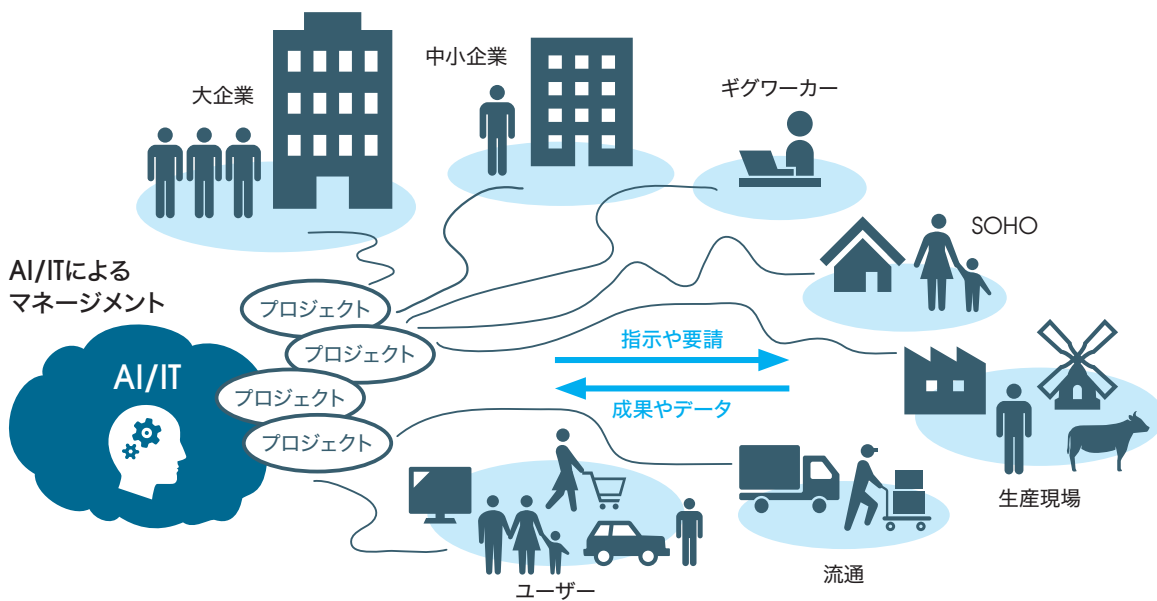 中小企業
大企業
ギグワーカー
SOHO
AI/ITによる
マネージメント
プロジェクト
プロジェクト
プロジェクト
プロジェクト
AI/IT
指示や要請
成果やデータ
生産現場
流通
ユーザー